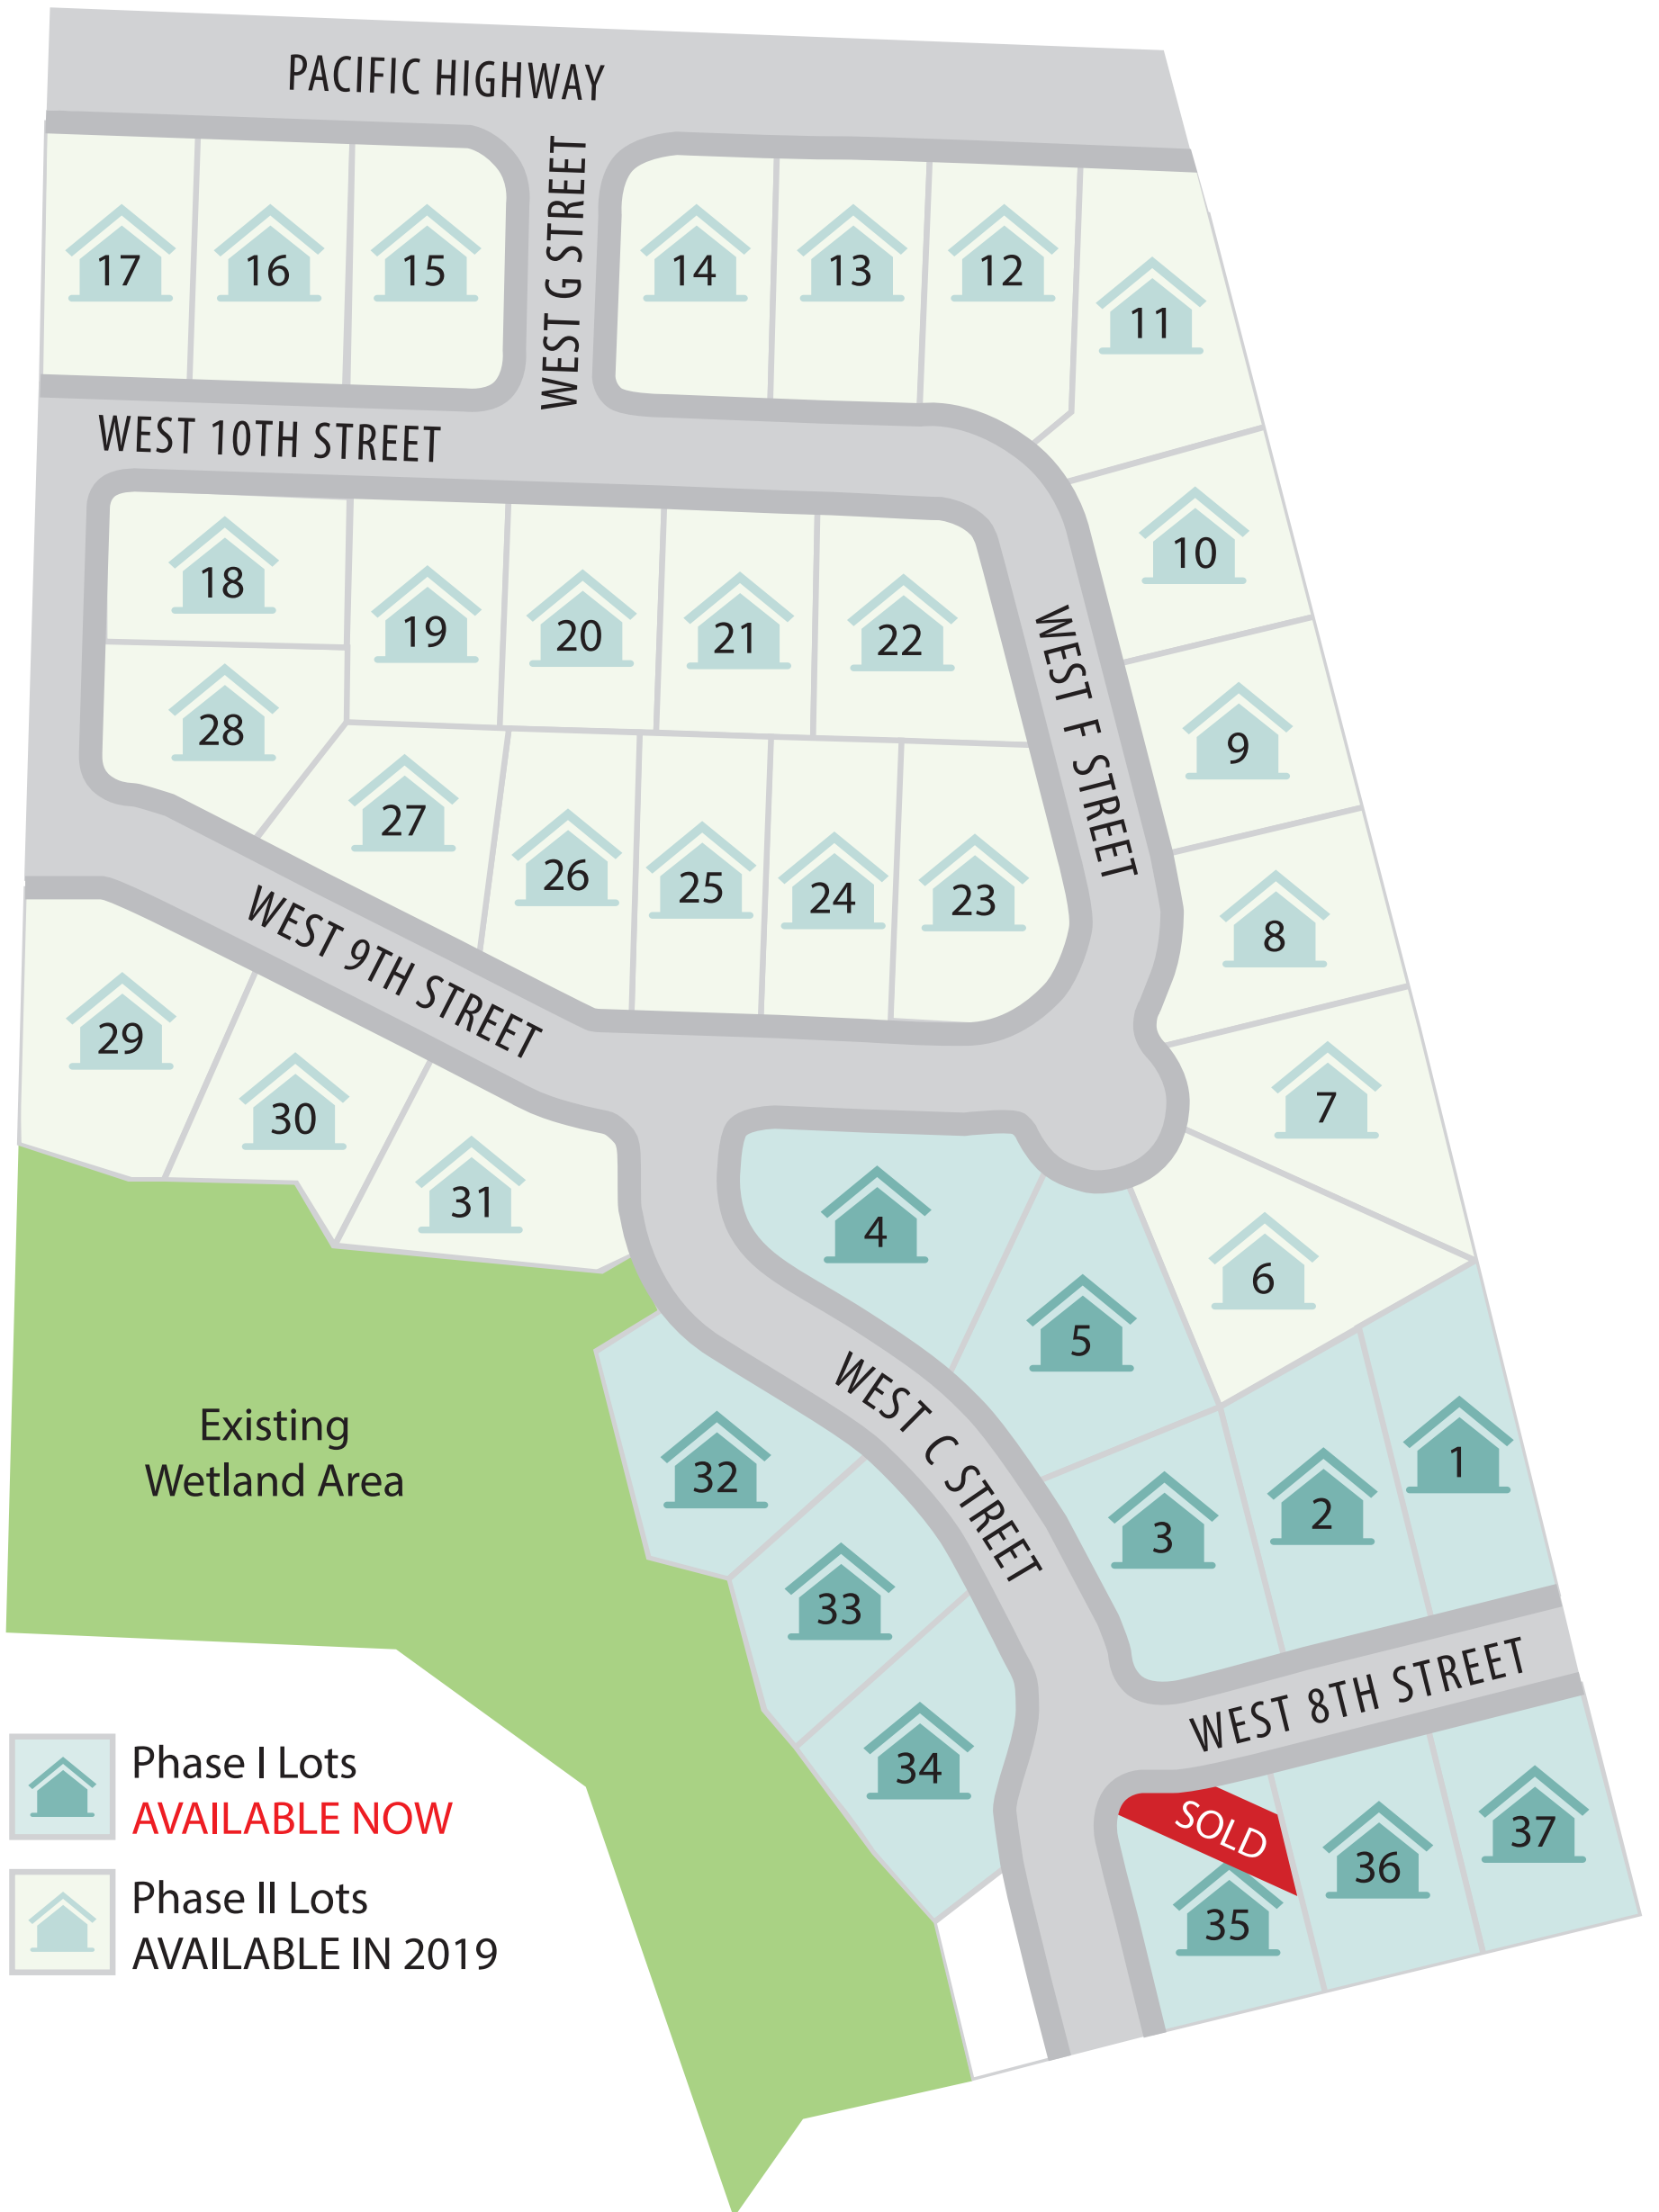 PACIFIC HIGHWAY
WEST G STREET
17
16
15
14
13
12
11
WEST 10TH STREET
10
18
19
20
21
22
WEST F STREET
28
9
27
26
25
24
23
8
WEST 9TH STREET
29
30
31
7
4
6
5
Existing
Wetland Area
WEST C STREET
32
33
34
3
2
1
WEST 8TH STREET
SOLD
35
36
37
Phase I Lots
AVAILABLE NOW
Phase II Lots
AVAILABLE IN 2019